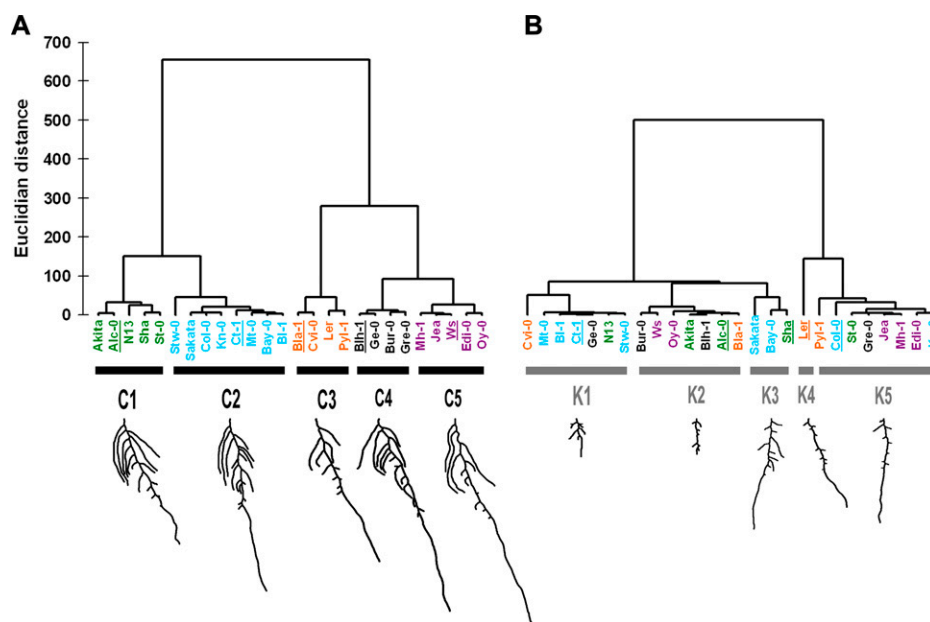 A
B
Euclidian distance
700
600
500
400
300
200
100
0
Akita
Alc-0
N13
Sha
St-0
Stw-0
Sakata
Col-0
Kn-0
Ct-1
Mt-0
Bay-0
Bl-1
Bla-1
Cvi-0
Ler
Pyl-1
Blh-1
Ge-0
Bur-0
Gre-0
Mh-1
Jea
Ws
Edi-0
Oy-0
Cvi-0
Mt-0
Bl-1
Ct-1
Ge-0
N13
Stw-0
Bur-0
Ws
Oy-0
Akita
Blh-1
Alc-0
Bla-1
Sakata
Bay-0
Sha
Ler
Pyl-1
Col-0
St-0
Gre-0
Jea
Mh-1
Edi-0
C1
C2
C3
C4
C5
K1
K2
K3
K4
K5